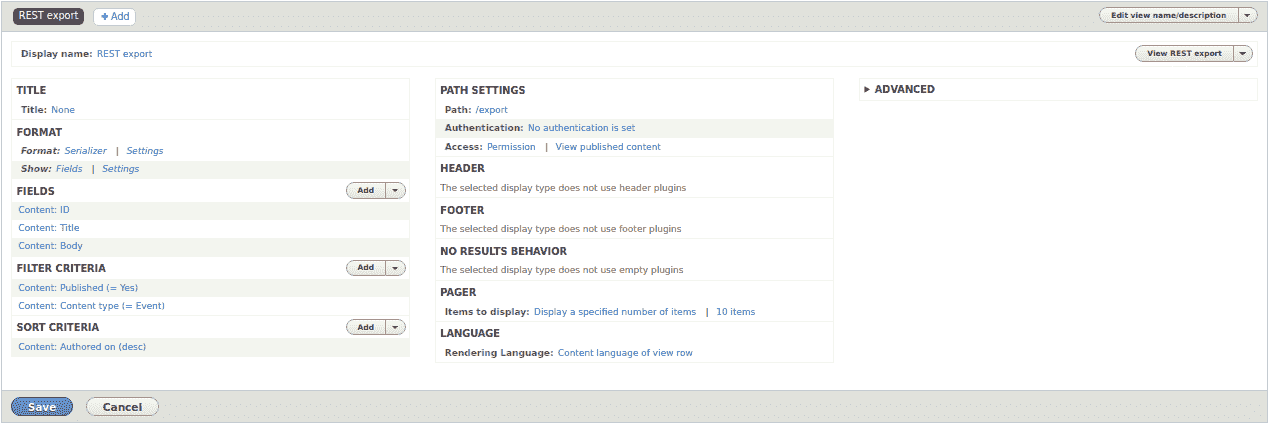 REST export
Add
Edit view name/description
Display name: REST export
View REST export
TITLE
Title: None
FORMAT
Format: Serializer | Settings
Show: Fields | Settings
FIELDS
Add
Content: ID
Content: Title
Content: Body
FILTER CRITERIA
Add
Content: Published (= Yes)
Content: Content type (= Event)
SORT CRITERIA
Add
Content: Authored on (desc)
PATH SETTINGS
Path: /export
Authentication: No authentication is set
Access: Permission | View published content
HEADER
The selected display type does not use header plugins
FOOTER
The selected display type does not use footer plugins
NO RESULTS BEHAVIOR
The selected display type does not use empty plugins
PAGER
Items to display: Display a specified number of items | 10 items
LANGUAGE
Rendering Language: Content language of view row
ADVANCED
Save
Cancel